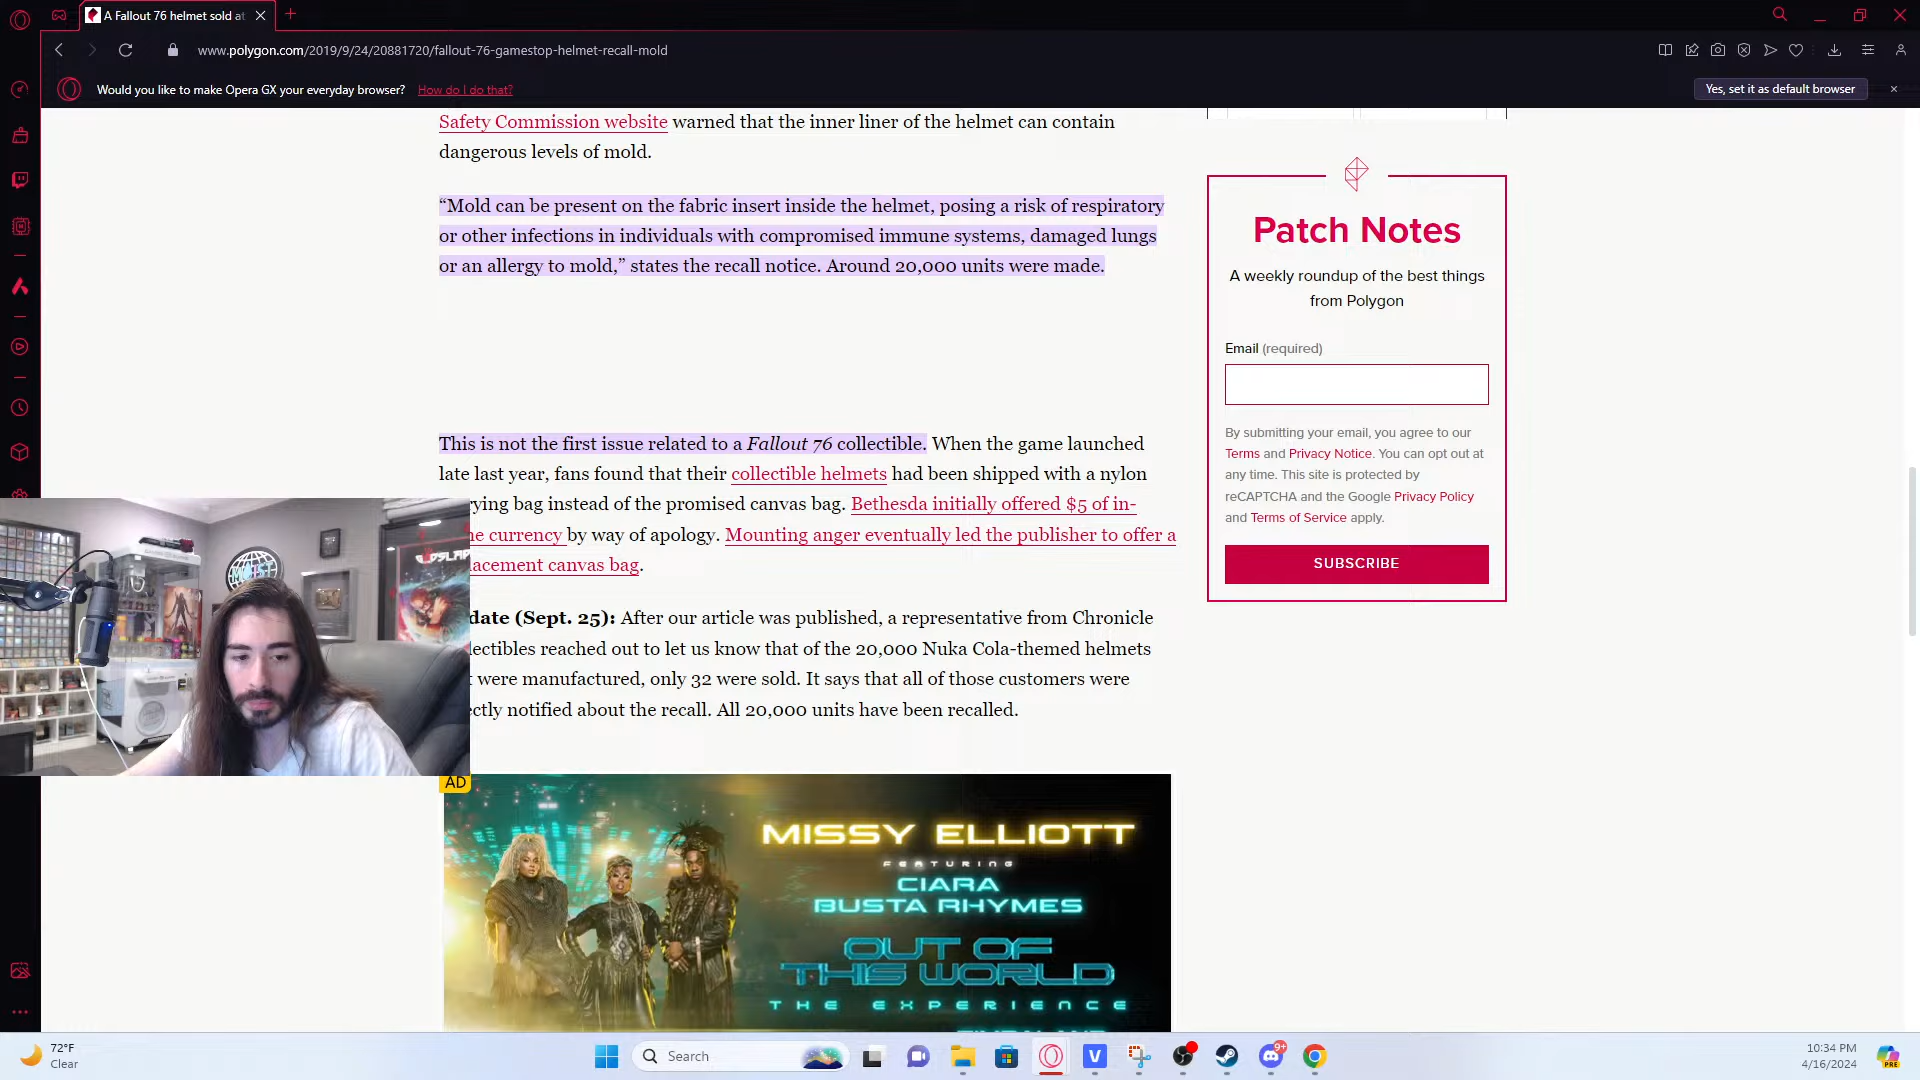 A Fallout 76 helmet sold at
www.polygon.com/2019/9/24/20881720/fallout-76-gamestop-helmet-recall-mold
Would you like to make Opera GX your everyday browser? How do I do that?
Yes, set it as default browser
Safety Commission website warned that the inner liner of the helmet can contain
dangerous levels of mold.
“Mold can be present on the fabric insert inside the helmet, posing a risk of respiratory
or other infections in individuals with compromised immune systems, damaged lungs
or an allergy to mold,” states the recall notice. Around 20,000 units were made.
This is not the first issue related to a Fallout 76 collectible. When the game launched
late last year, fans found that their collectible helmets had been shipped with a nylon
rying bag instead of the promised canvas bag. Bethesda initially offered $5 of in-
e currency by way of apology. Mounting anger eventually led the publisher to offer a
lacement canvas bag.
date (Sept. 25): After our article was published, a representative from Chronicle
lectibles reached out to let us know that of the 20,000 Nuka Cola-themed helmets
t were manufactured, only 32 were sold. It says that all of those customers were
ctly notified about the recall. All 20,000 units have been recalled.
Patch Notes
A weekly roundup of the best things
from Polygon
Email (required)
By submitting your email, you agree to our
Terms and Privacy Notice. You can opt out at
any time. This site is protected by
reCAPTCHA and the Google Privacy Policy
and Terms of Service apply.
SUBSCRIBE
MOIST
AD
MISSY ELLIOTT
FEATURING
CIARA
BUSTA RHYMES
OUT OF
THIS WORLD
THE EXPERIENCE
72°F
Clear
Search
9+
10:34 PM
4/16/2024
PRE